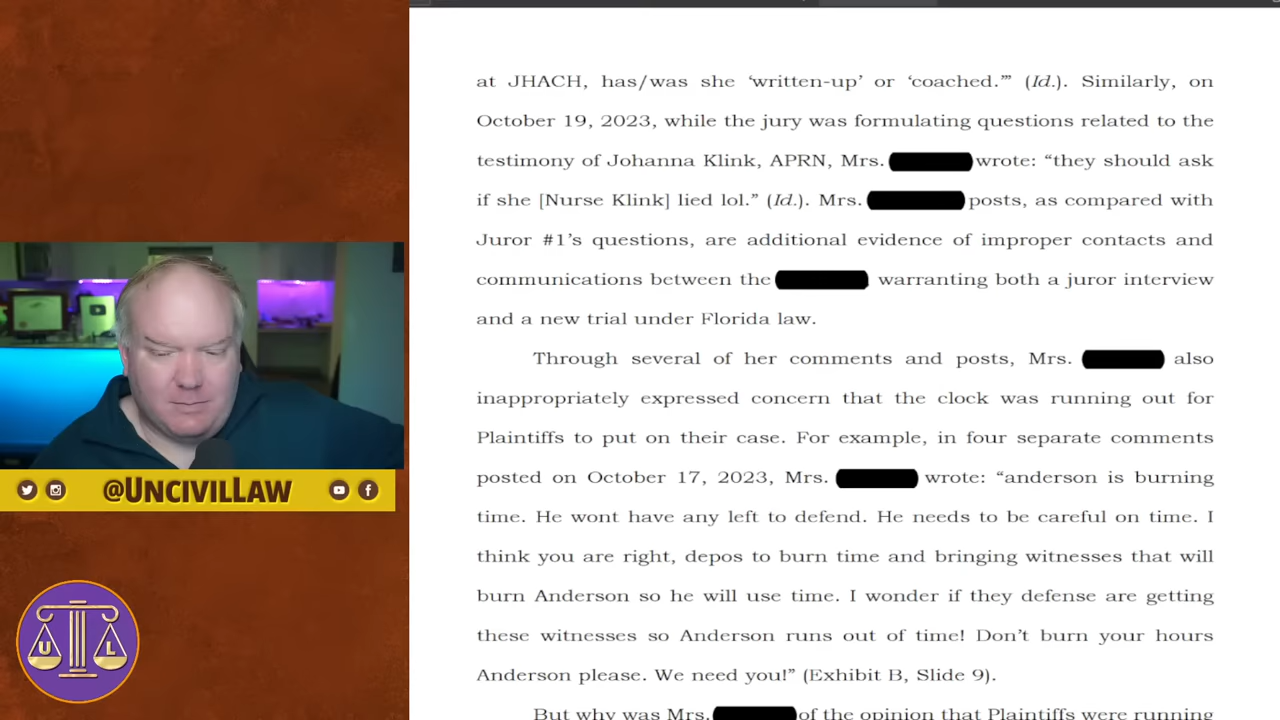 at JHACH, has/was she ‘written-up’ or ‘coached.’” (Id.). Similarly, on
October 19, 2023, while the jury was formulating questions related to the
testimony of Johanna Klink, APRN, Mrs. wrote: “they should ask
if she [Nurse Klink] lied lol.” (Id.). Mrs. posts, as compared with
Juror #1’s questions, are additional evidence of improper contacts and
communications between the warranting both a juror interview
and a new trial under Florida law.
Through several of her comments and posts, Mrs. also
inappropriately expressed concern that the clock was running out for
Plaintiffs to put on their case. For example, in four separate comments
posted on October 17, 2023, Mrs. wrote: “anderson is burning
time. He wont have any left to defend. He needs to be careful on time. I
think you are right, depos to burn time and bringing witnesses that will
burn Anderson so he will use time. I wonder if they defense are getting
these witnesses so Anderson runs out of time! Don’t burn your hours
Anderson please. We need you!” (Exhibit B, Slide 9).
But why was Mrs. of the opinion that Plaintiffs were running
@UNCIVILLAW
U L